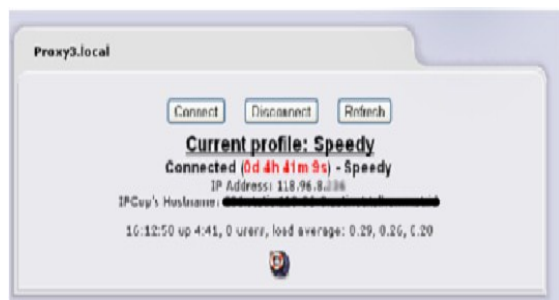 Proxy3.local
Connect Disconnect Refresh
Current profile: Speedy
Connected (0d 4h 41m 9s) - Speedy
IP Address: 118.96.8.
IPCop's Hostname:
16:12:50 up 4:41, 0 users, load average: 0.29, 0.26, 0.20